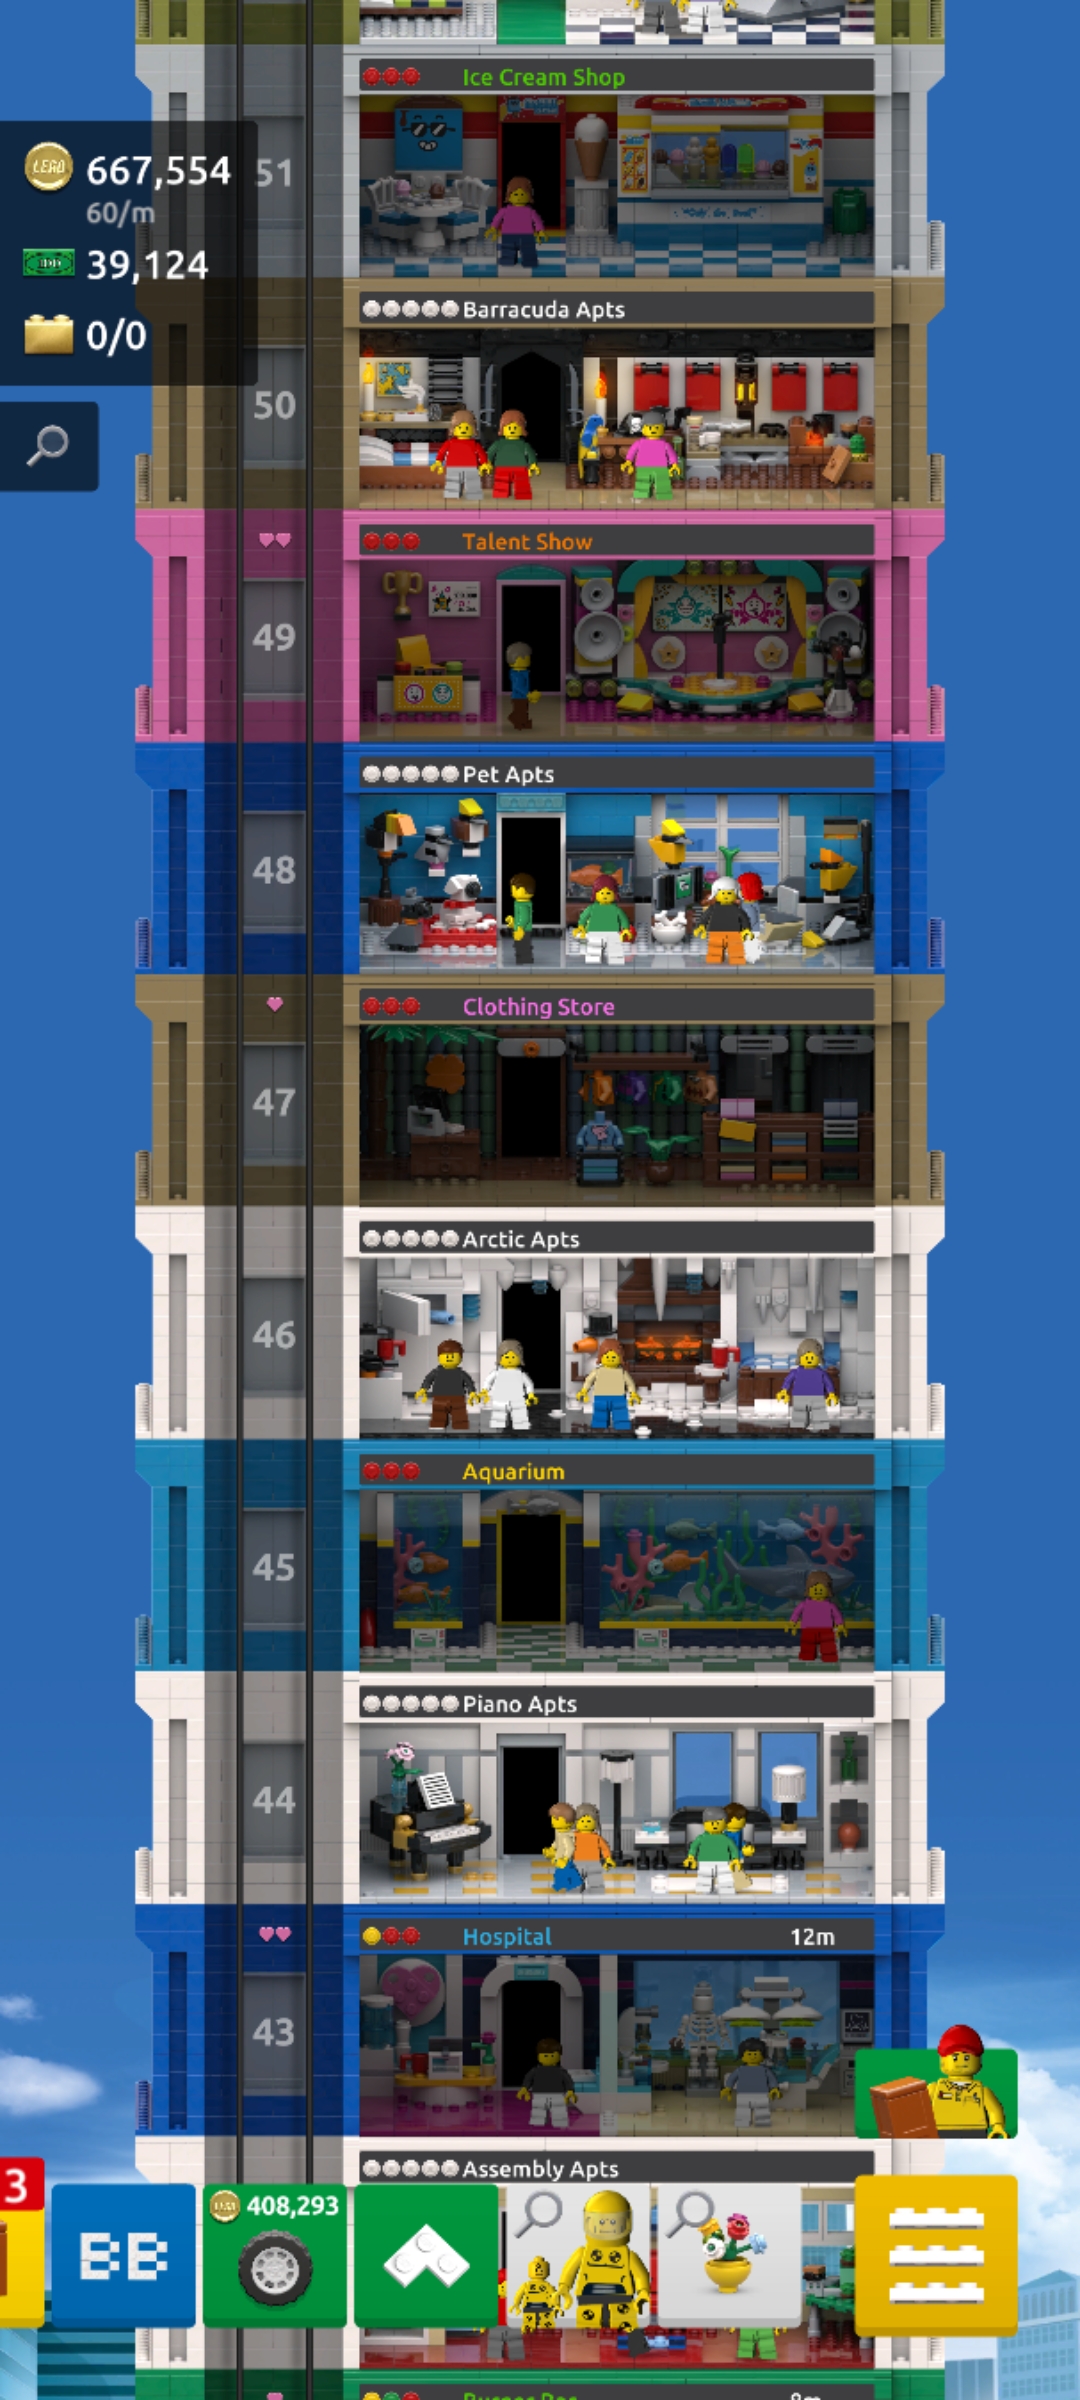 Ice Cream Shop
LEGO 667,554
60/m
51
39,124
0/0
Barracuda Apts
50
Talent Show
49
Pet Apts
48
Clothing Store
47
Arctic Apts
46
Aquarium
45
Piano Apts
44
Hospital 12m
43
Assembly Apts
3
BB
408,293